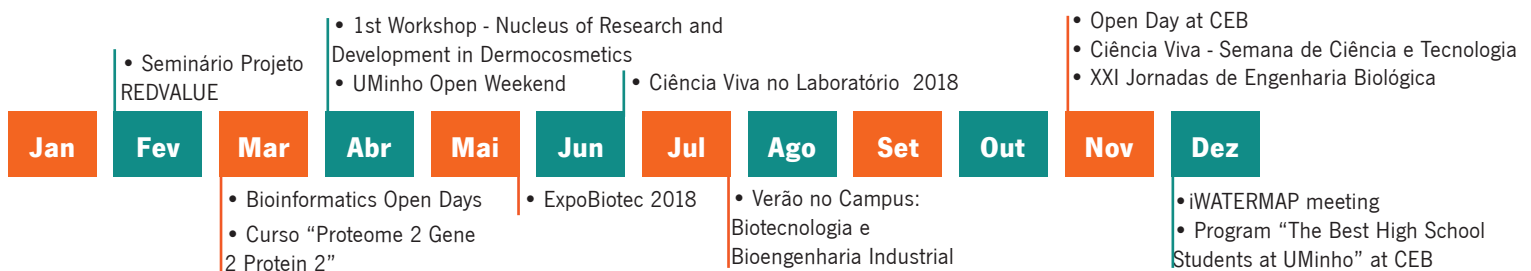 • Seminário Projeto
REDVALUE
• 1st Workshop - Nucleus of Research and
Development in Dermocosmetics
• UMinho Open Weekend
• Ciência Viva no Laboratório 2018
• Open Day at CEB
• Ciência Viva - Semana de Ciência e Tecnologia
• XXI Jornadas de Engenharia Biológica
Jan Fev Mar Abr Mai Jun Jul Ago Set Out Nov Dez
• Bioinformatics Open Days
• Curso “Proteome 2 Gene
2 Protein 2”
• ExpoBiotec 2018
• Verão no Campus:
Biotecnologia e
Bioengenharia Industrial
• iWATERMAP meeting
• Program “The Best High School
Students at UMinho” at CEB